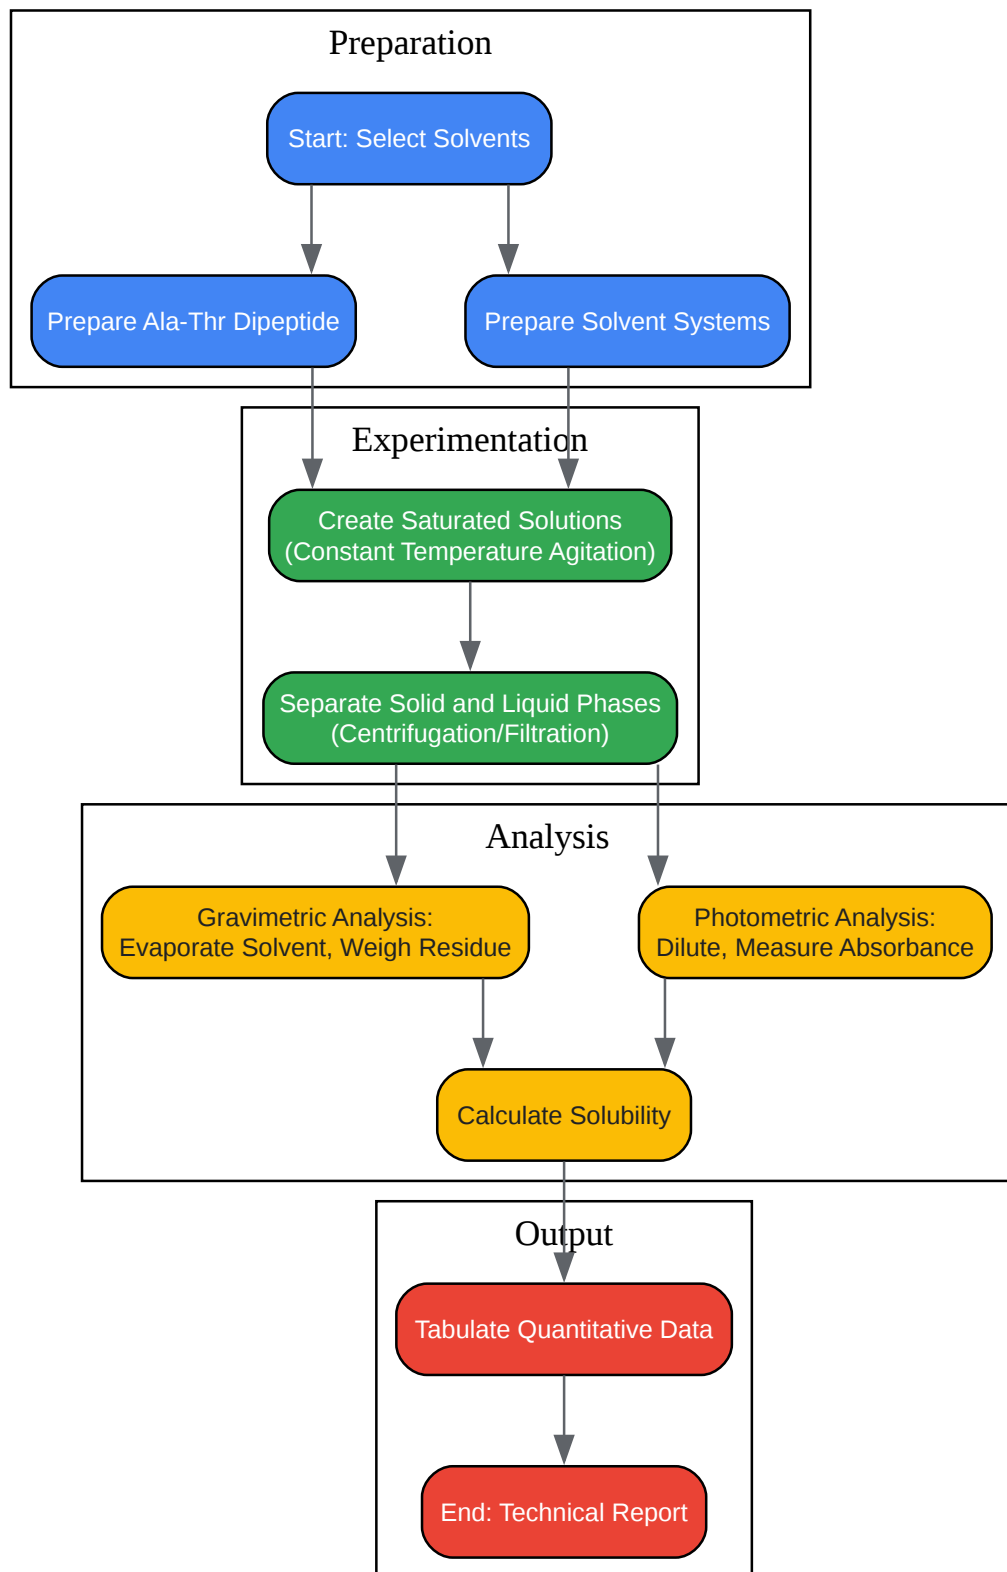 Preparation
Start: Select Solvents
Prepare Ala-Thr Dipeptide
Prepare Solvent Systems
Experimentation
Create Saturated Solutions
(Constant Temperature Agitation)
Separate Solid and Liquid Phases
(Centrifugation/Filtration)
Analysis
Gravimetric Analysis:
Evaporate Solvent, Weigh Residue
Photometric Analysis:
Dilute, Measure Absorbance
Calculate Solubility
Output
Tabulate Quantitative Data
End: Technical Report